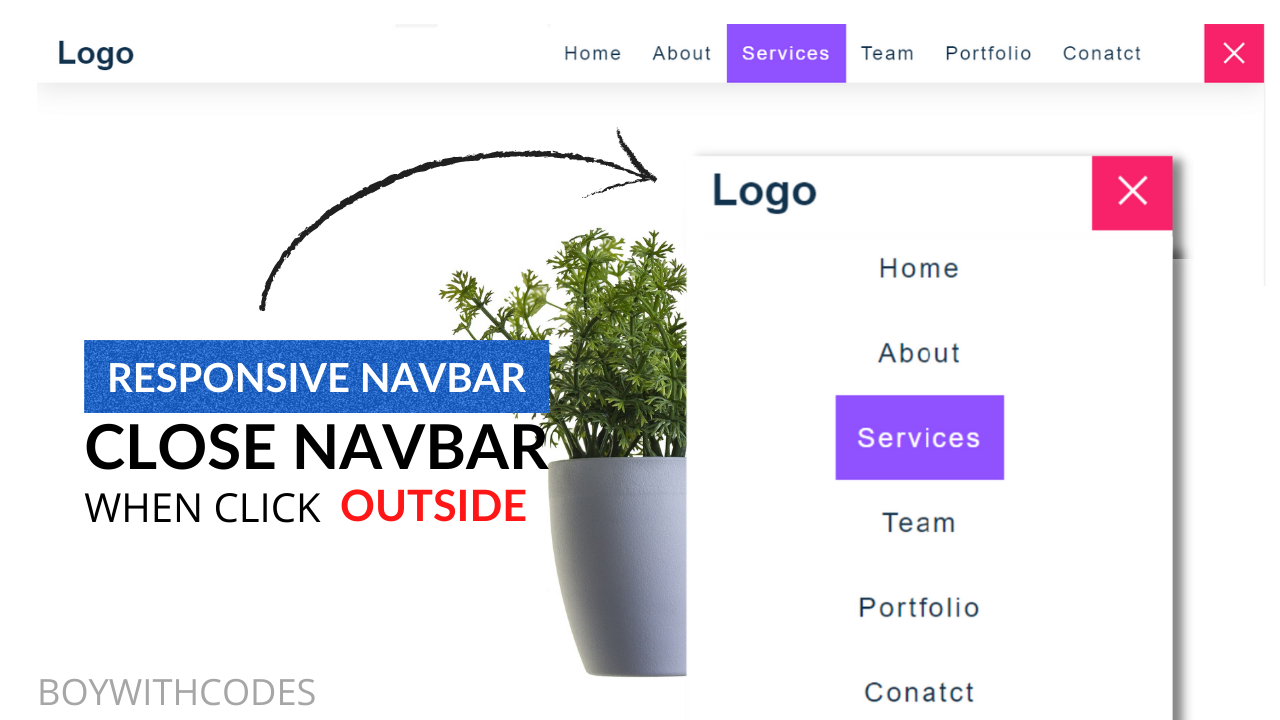 Logo Home About Services Team Portfolio Conatct
Logo
Home
About
Services
Team
Portfolio
Conatct
RESPONSIVE NAVBAR
CLOSE NAVBAR
WHEN CLICK OUTSIDE
BOYWITHCODES